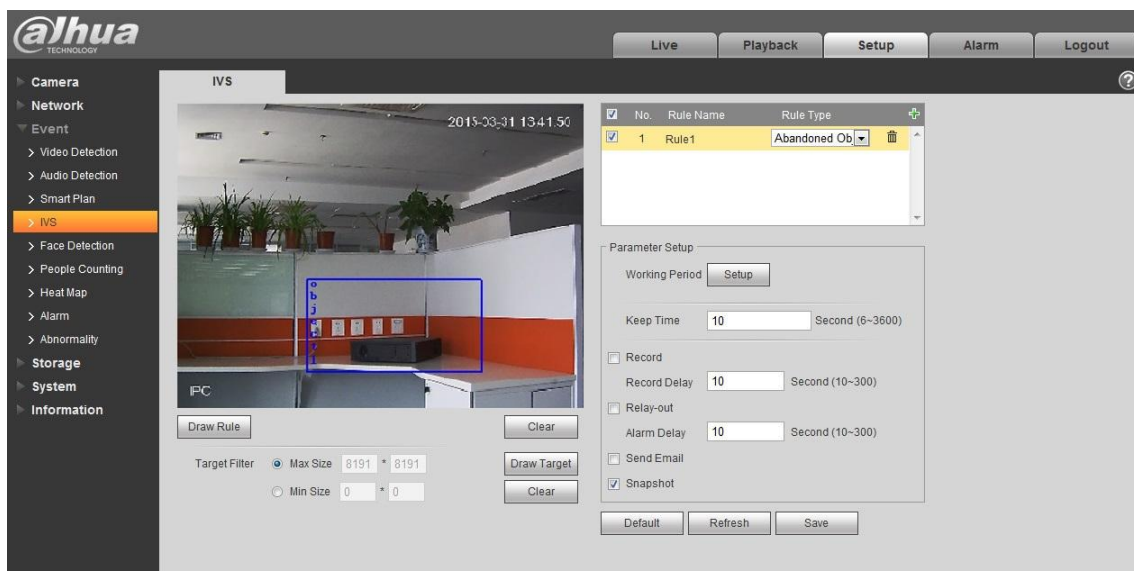 alhua
TECHNOLOGY
Live
Playback
Setup
Alarm
Logout
Camera
Network
Event
Video Detection
Audio Detection
Smart Plan
IVS
Face Detection
People Counting
Heat Map
Alarm
Abnormality
Storage
System
Information
IVS
2015-03-31 13:41:50
object1
IPC
Draw Rule
Clear
Target Filter
Max Size 8191 * 8191
Draw Target
Min Size 0 * 0
Clear
No. Rule Name Rule Type
1 Rule1 Abandoned Ob
Parameter Setup
Working Period Setup
Keep Time 10 Second (6~3600)
Record
Record Delay 10 Second (10~300)
Relay-out
Alarm Delay 10 Second (10~300)
Send Email
Snapshot
Default
Refresh
Save